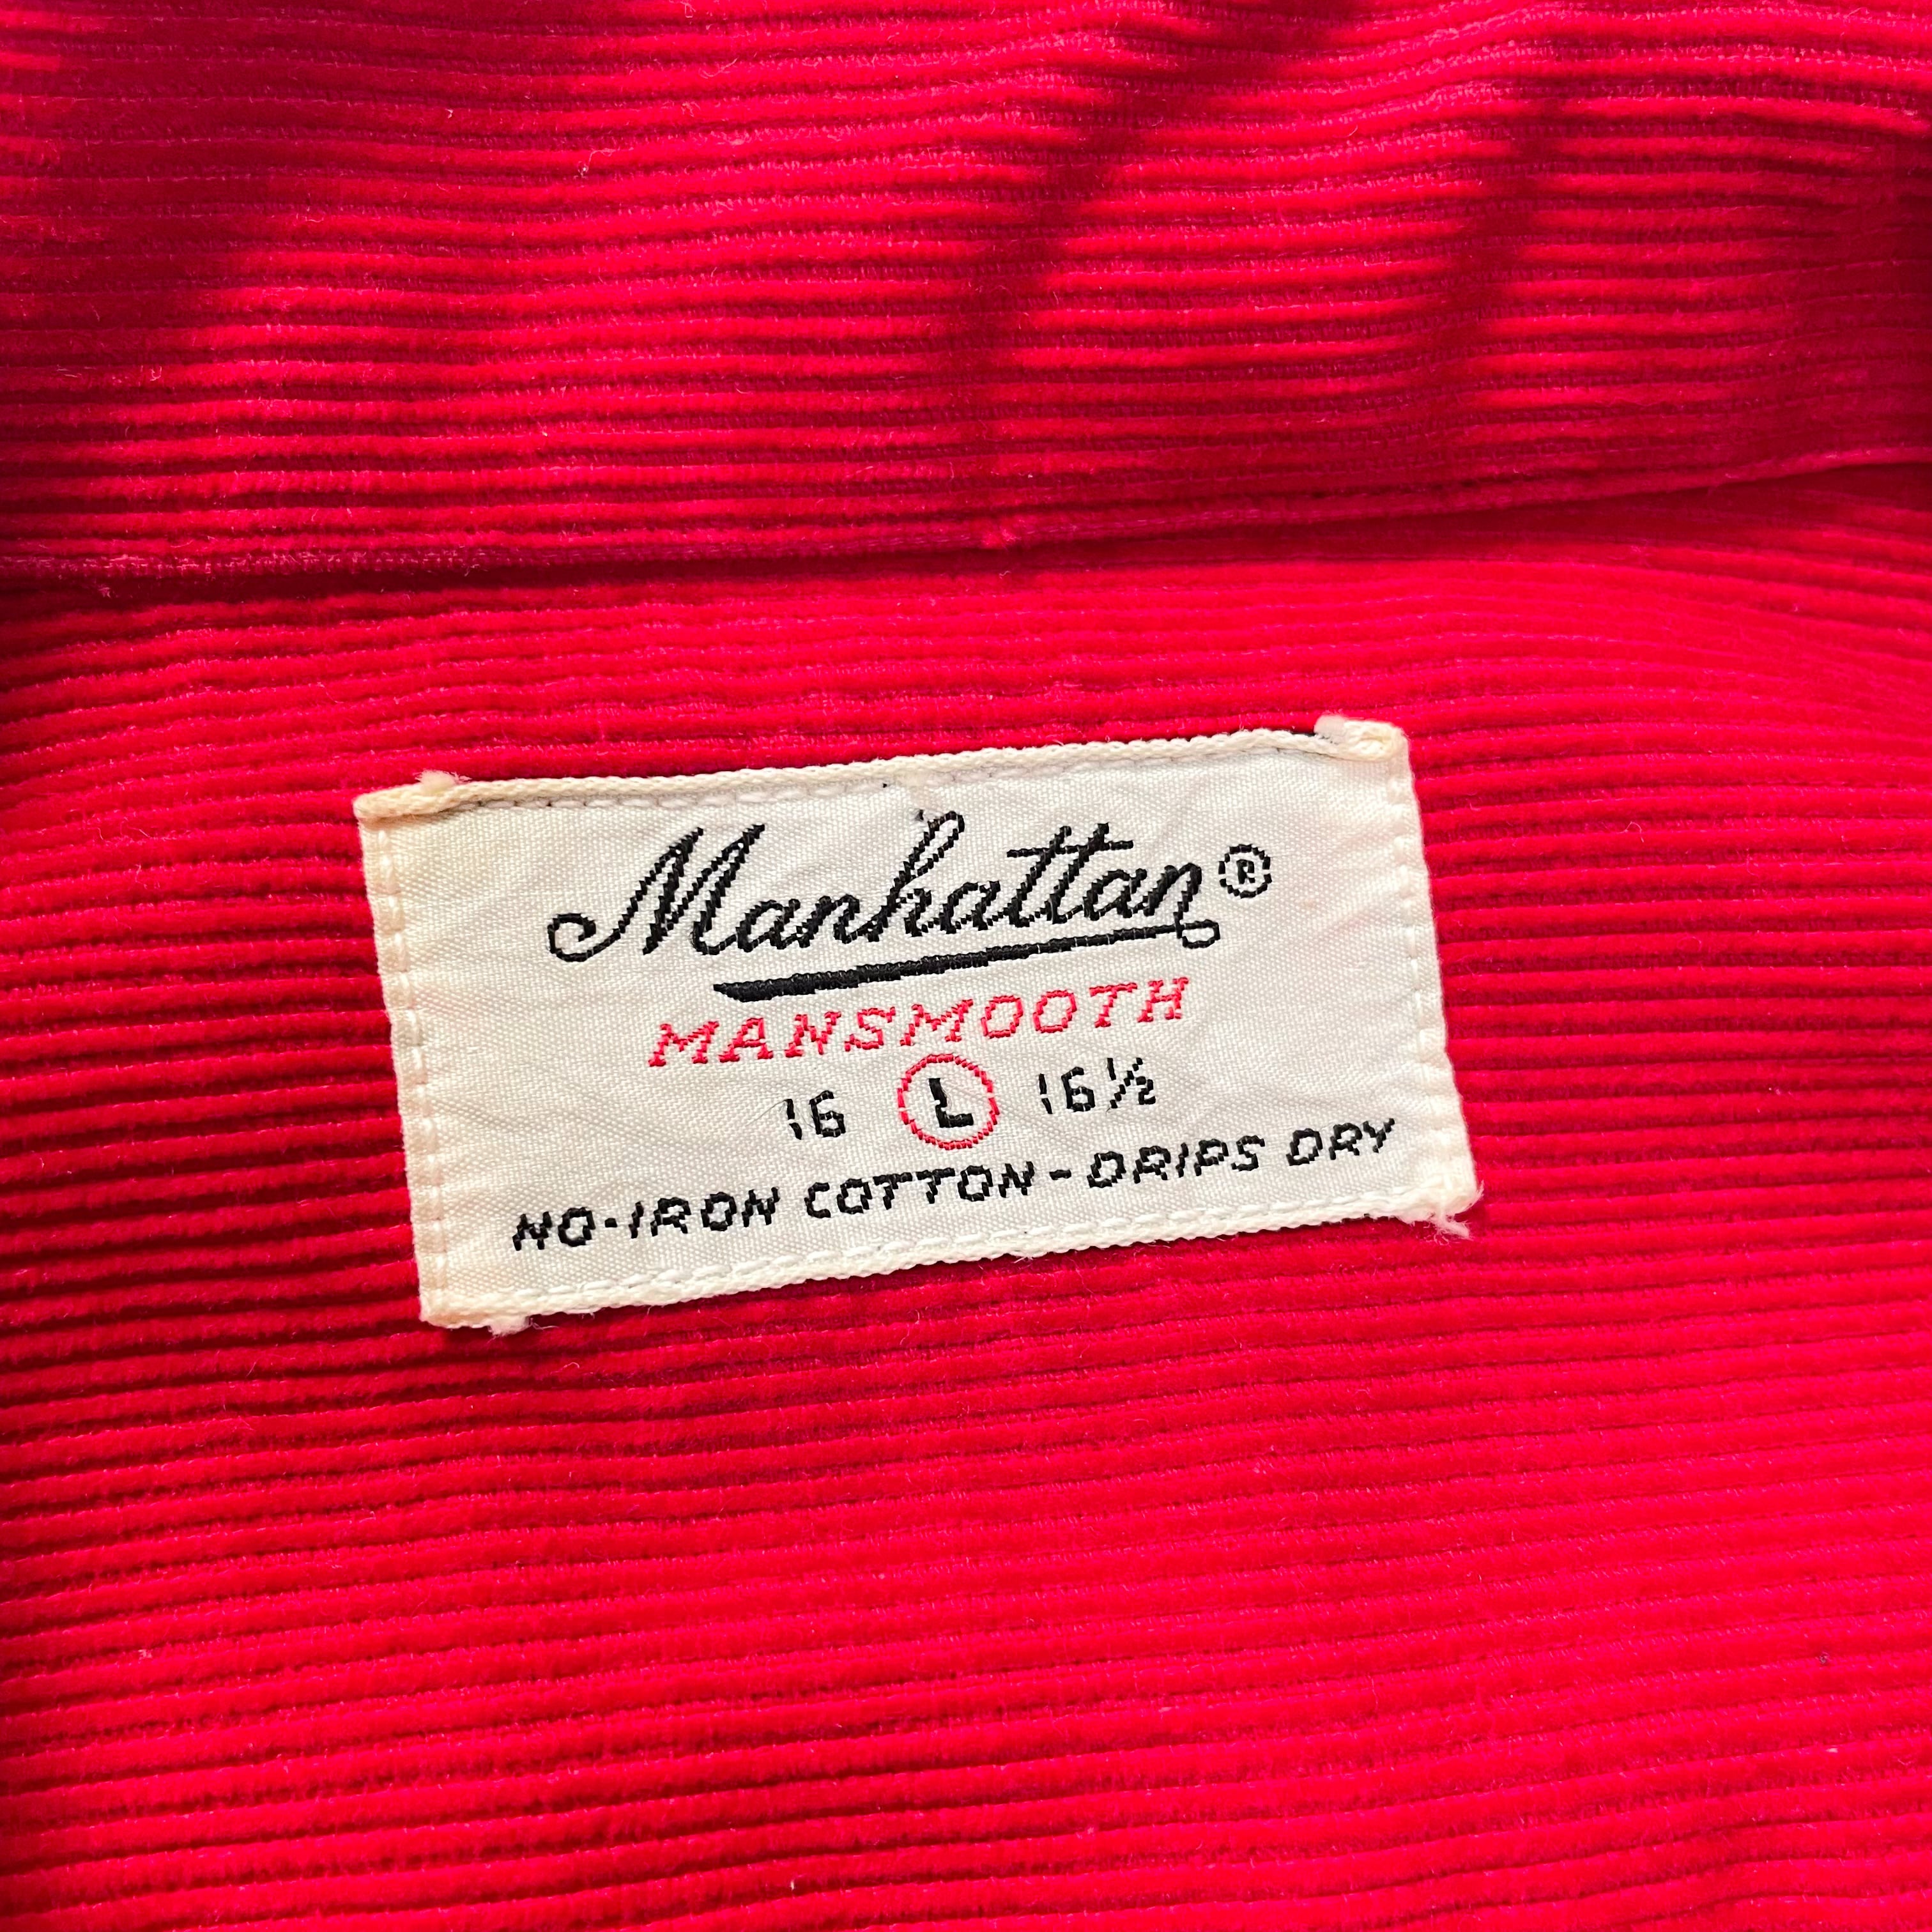 Manhattan®
MANSMOOTH
16 L 16½
NO-IRON COTTON-DRIPS DRY